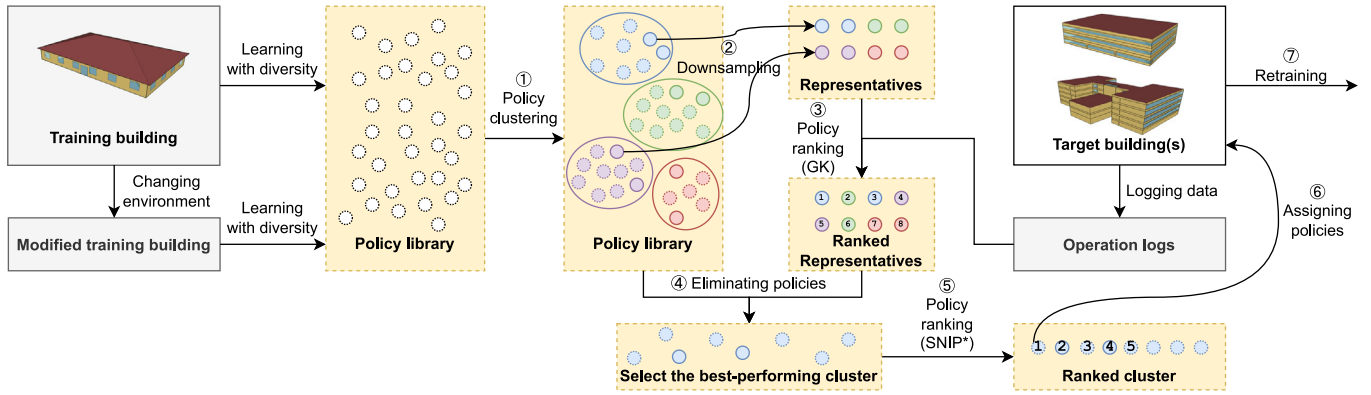 Training building
Changing
environment
Modified training building
Learning
with diversity
Learning
with diversity
Policy library
①
Policy
clustering
Policy library
②
Downsampling
Representatives
③
Policy
ranking
(GK)
1 2 3 4
5 6 7 8
Ranked
Representatives
④ Eliminating policies
Select the best-performing cluster
⑤
Policy
ranking
(SNIP*)
1 2 3 4 5
Ranked cluster
Target building(s)
Logging data
Operation logs
⑥
Assigning
policies
⑦
Retraining